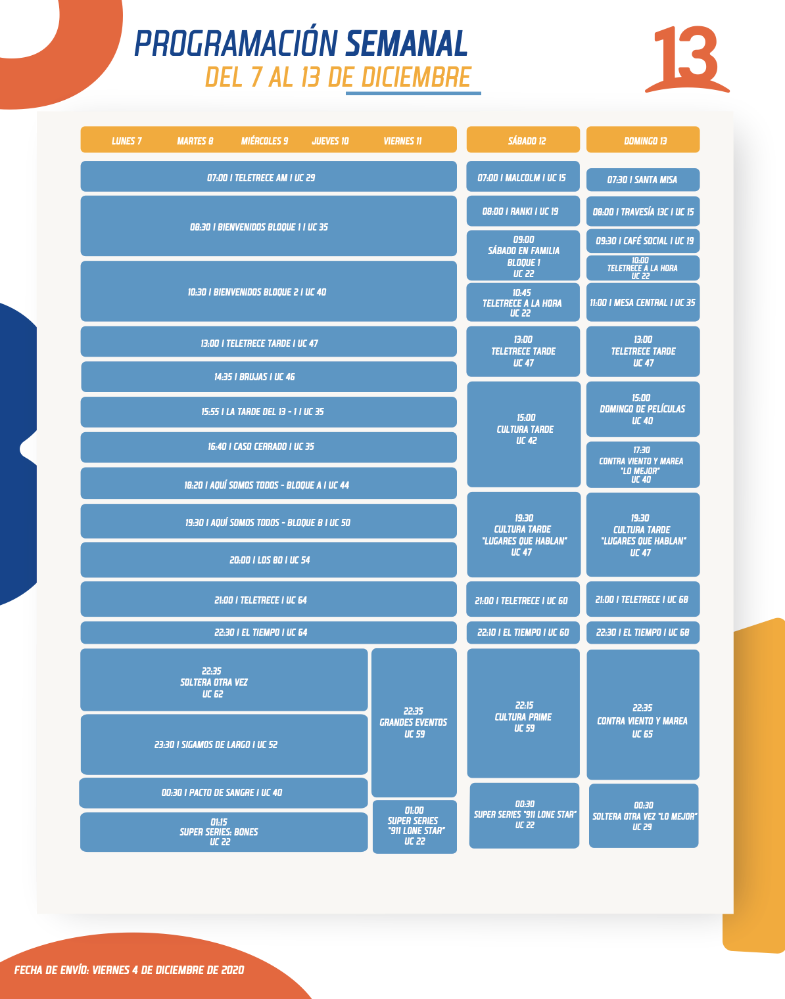 PROGRAMACIÓN SEMANAL
DEL 7 AL 13 DE DICIEMBRE
13
LUNES 7
MARTES 8
MIÉRCOLES 9
JUEVES 10
VIERNES 11
SÁBADO 12
DOMINGO 13
07:00 | TELETRECE AM | UC 29
08:30 | BIENVENIDOS BLOQUE 1 | UC 35
10:30 | BIENVENIDOS BLOQUE 2 | UC 40
13:00 | TELETRECE TARDE | UC 47
14:35 | BRUJAS | UC 46
15:55 | LA TARDE DEL 13 - 1 | UC 35
16:40 | CASO CERRADO | UC 35
18:20 | AQUÍ SOMOS TODOS - BLOQUE A | UC 44
19:30 | AQUÍ SOMOS TODOS - BLOQUE B | UC 50
20:00 | LOS 80 | UC 54
21:00 | TELETRECE | UC 64
22:30 | EL TIEMPO | UC 64
22:35
SOLTERA OTRA VEZ
UC 62
23:30 | SIGAMOS DE LARGO | UC 52
00:30 | PACTO DE SANGRE | UC 40
01:15
SUPER SERIES: BONES
UC 22
22:35
GRANDES EVENTOS
UC 59
01:00
SUPER SERIES
"911 LONE STAR"
UC 22
07:00 | MALCOLM | UC 15
08:00 | RANKI | UC 19
09:00
SÁBADO EN FAMILIA
BLOQUE 1
UC 22
10:45
TELETRECE A LA HORA
UC 22
13:00
TELETRECE TARDE
UC 47
15:00
CULTURA TARDE
UC 42
19:30
CULTURA TARDE
"LUGARES QUE HABLAN"
UC 47
21:00 | TELETRECE | UC 60
22:10 | EL TIEMPO | UC 60
22:15
CULTURA PRIME
UC 59
00:30
SUPER SERIES "911 LONE STAR"
UC 22
07:30 | SANTA MISA
08:00 | TRAVESÍA 13C | UC 15
09:30 | CAFÉ SOCIAL | UC 19
10:00
TELETRECE A LA HORA
UC 22
11:00 | MESA CENTRAL | UC 35
13:00
TELETRECE TARDE
UC 47
15:00
DOMINGO DE PELÍCULAS
UC 40
17:30
CONTRA VIENTO Y MAREA
"LO MEJOR"
UC 40
19:30
CULTURA TARDE
"LUGARES QUE HABLAN"
UC 47
21:00 | TELETRECE | UC 68
22:30 | EL TIEMPO | UC 68
22:35
CONTRA VIENTO Y MAREA
UC 65
00:30
SOLTERA OTRA VEZ "LO MEJOR"
UC 29
FECHA DE ENVÍO: VIERNES 4 DE DICIEMBRE DE 2020